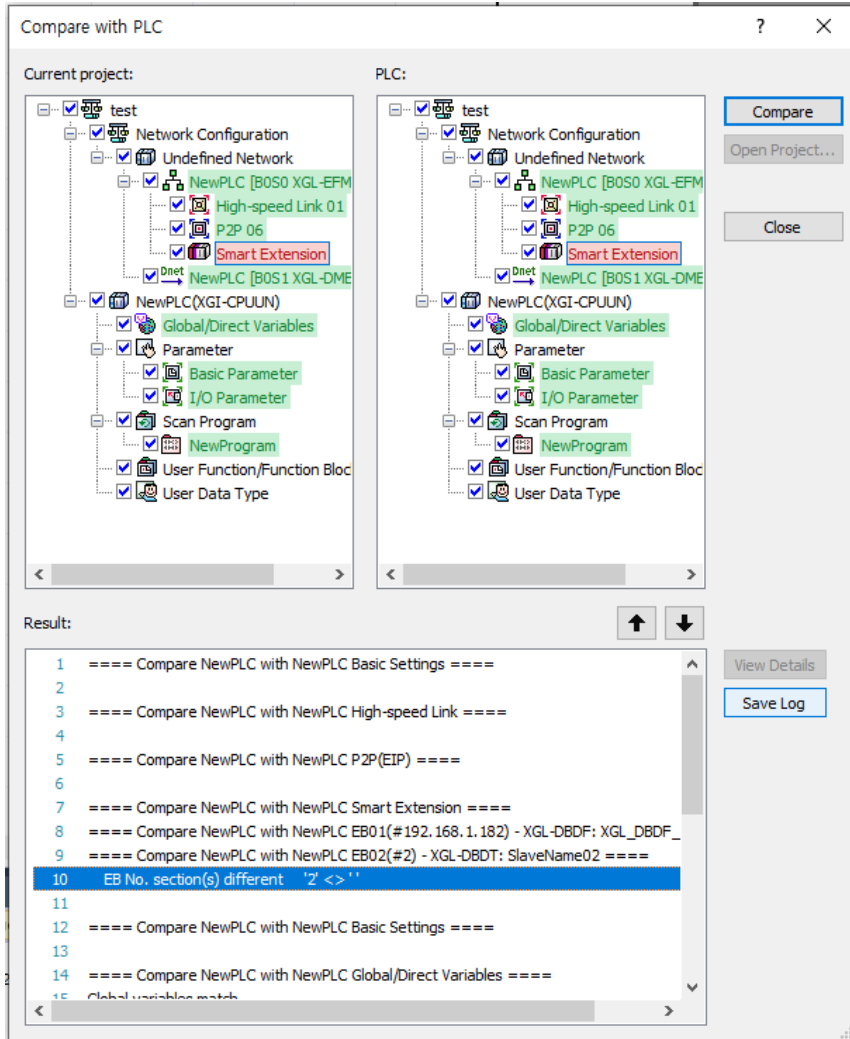 Compare with PLC
?
Current project:
PLC:
test
Network Configuration
Undefined Network
NewPLC [B0S0 XGL-EFM
High-speed Link 01
P2P 06
Smart Extension
Dnet
NewPLC [B0S1 XGL-DME
NewPLC(XGI-CPUUN)
Global/Direct Variables
Parameter
Basic Parameter
I/O Parameter
Scan Program
NewProgram
User Function/Function Bloc
User Data Type
test
Network Configuration
Undefined Network
NewPLC [B0S0 XGL-EFM
High-speed Link 01
P2P 06
Smart Extension
Dnet
NewPLC [B0S1 XGL-DME
NewPLC(XGI-CPUUN)
Global/Direct Variables
Parameter
Basic Parameter
I/O Parameter
Scan Program
NewProgram
User Function/Function Bloc
User Data Type
Compare
Open Project...
Close
Result:
1 ==== Compare NewPLC with NewPLC Basic Settings ====
2
3 ==== Compare NewPLC with NewPLC High-speed Link ====
4
5 ==== Compare NewPLC with NewPLC P2P(EIP) ====
6
7 ==== Compare NewPLC with NewPLC Smart Extension ====
8 ==== Compare NewPLC with NewPLC EB01(#192.168.1.182) - XGL-DBDF: XGL_DBDF_
9 ==== Compare NewPLC with NewPLC EB02(#2) - XGL-DBDT: SlaveName02 ====
10 EB No. section(s) different '2' <> ' '
11
12 ==== Compare NewPLC with NewPLC Basic Settings ====
13
14 ==== Compare NewPLC with NewPLC Global/Direct Variables ====
15 Global variables match
View Details
Save Log